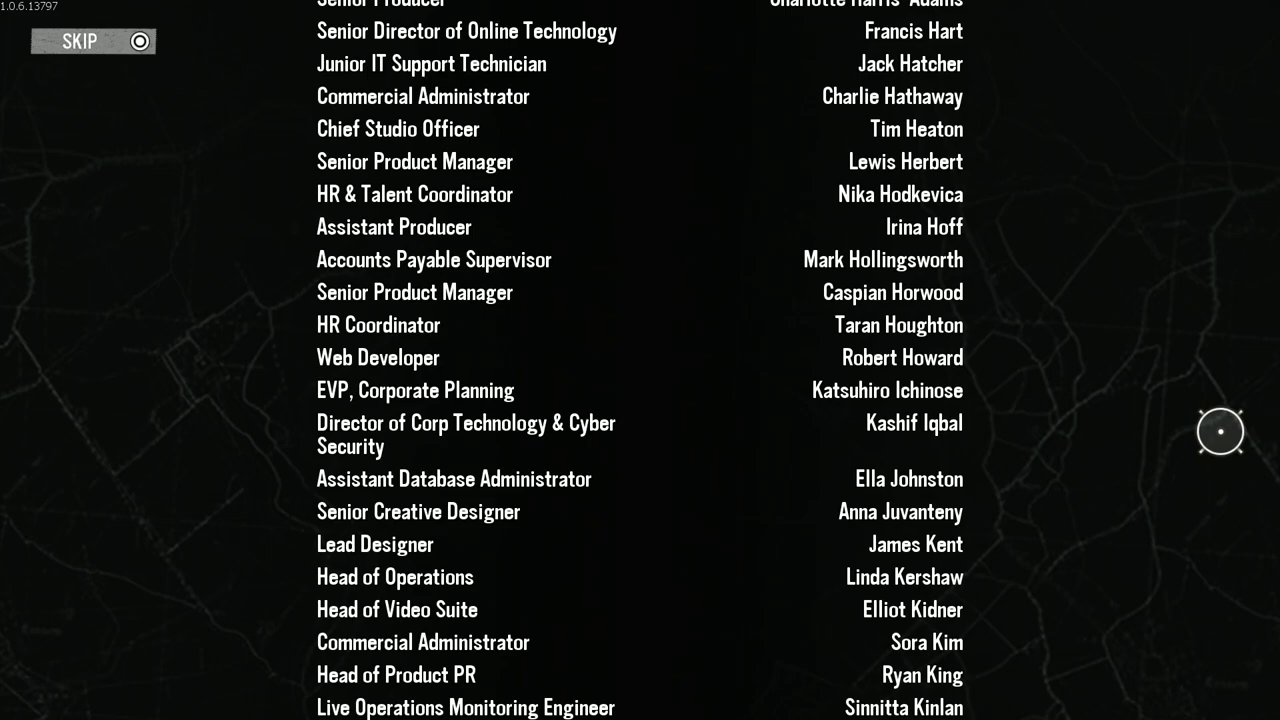 1.0.6.13797
Senior Producer Charlotte Harris-Adams
SKIP
Senior Director of Online Technology Francis Hart
Junior IT Support Technician Jack Hatcher
Commercial Administrator Charlie Hathaway
Chief Studio Officer Tim Heaton
Senior Product Manager Lewis Herbert
HR & Talent Coordinator Nika Hodkevica
Assistant Producer Irina Hoff
Accounts Payable Supervisor Mark Hollingsworth
Senior Product Manager Caspian Horwood
HR Coordinator Taran Houghton
Web Developer Robert Howard
EVP, Corporate Planning Katsuhiro Ichinose
Director of Corp Technology & Cyber Kashif Iqbal
Security
Assistant Database Administrator Ella Johnston
Senior Creative Designer Anna Juvanteny
Lead Designer James Kent
Head of Operations Linda Kershaw
Head of Video Suite Elliot Kidner
Commercial Administrator Sora Kim
Head of Product PR Ryan King
Live Operations Monitoring Engineer Sinnitta Kinlan